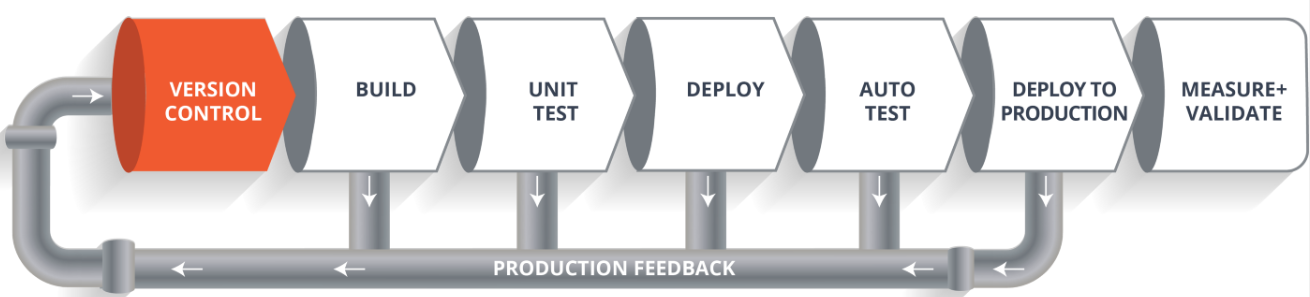 VERSION
CONTROL
BUILD
UNIT
TEST
DEPLOY
AUTO
TEST
DEPLOY TO
PRODUCTION
MEASURE+
VALIDATE
PRODUCTION FEEDBACK